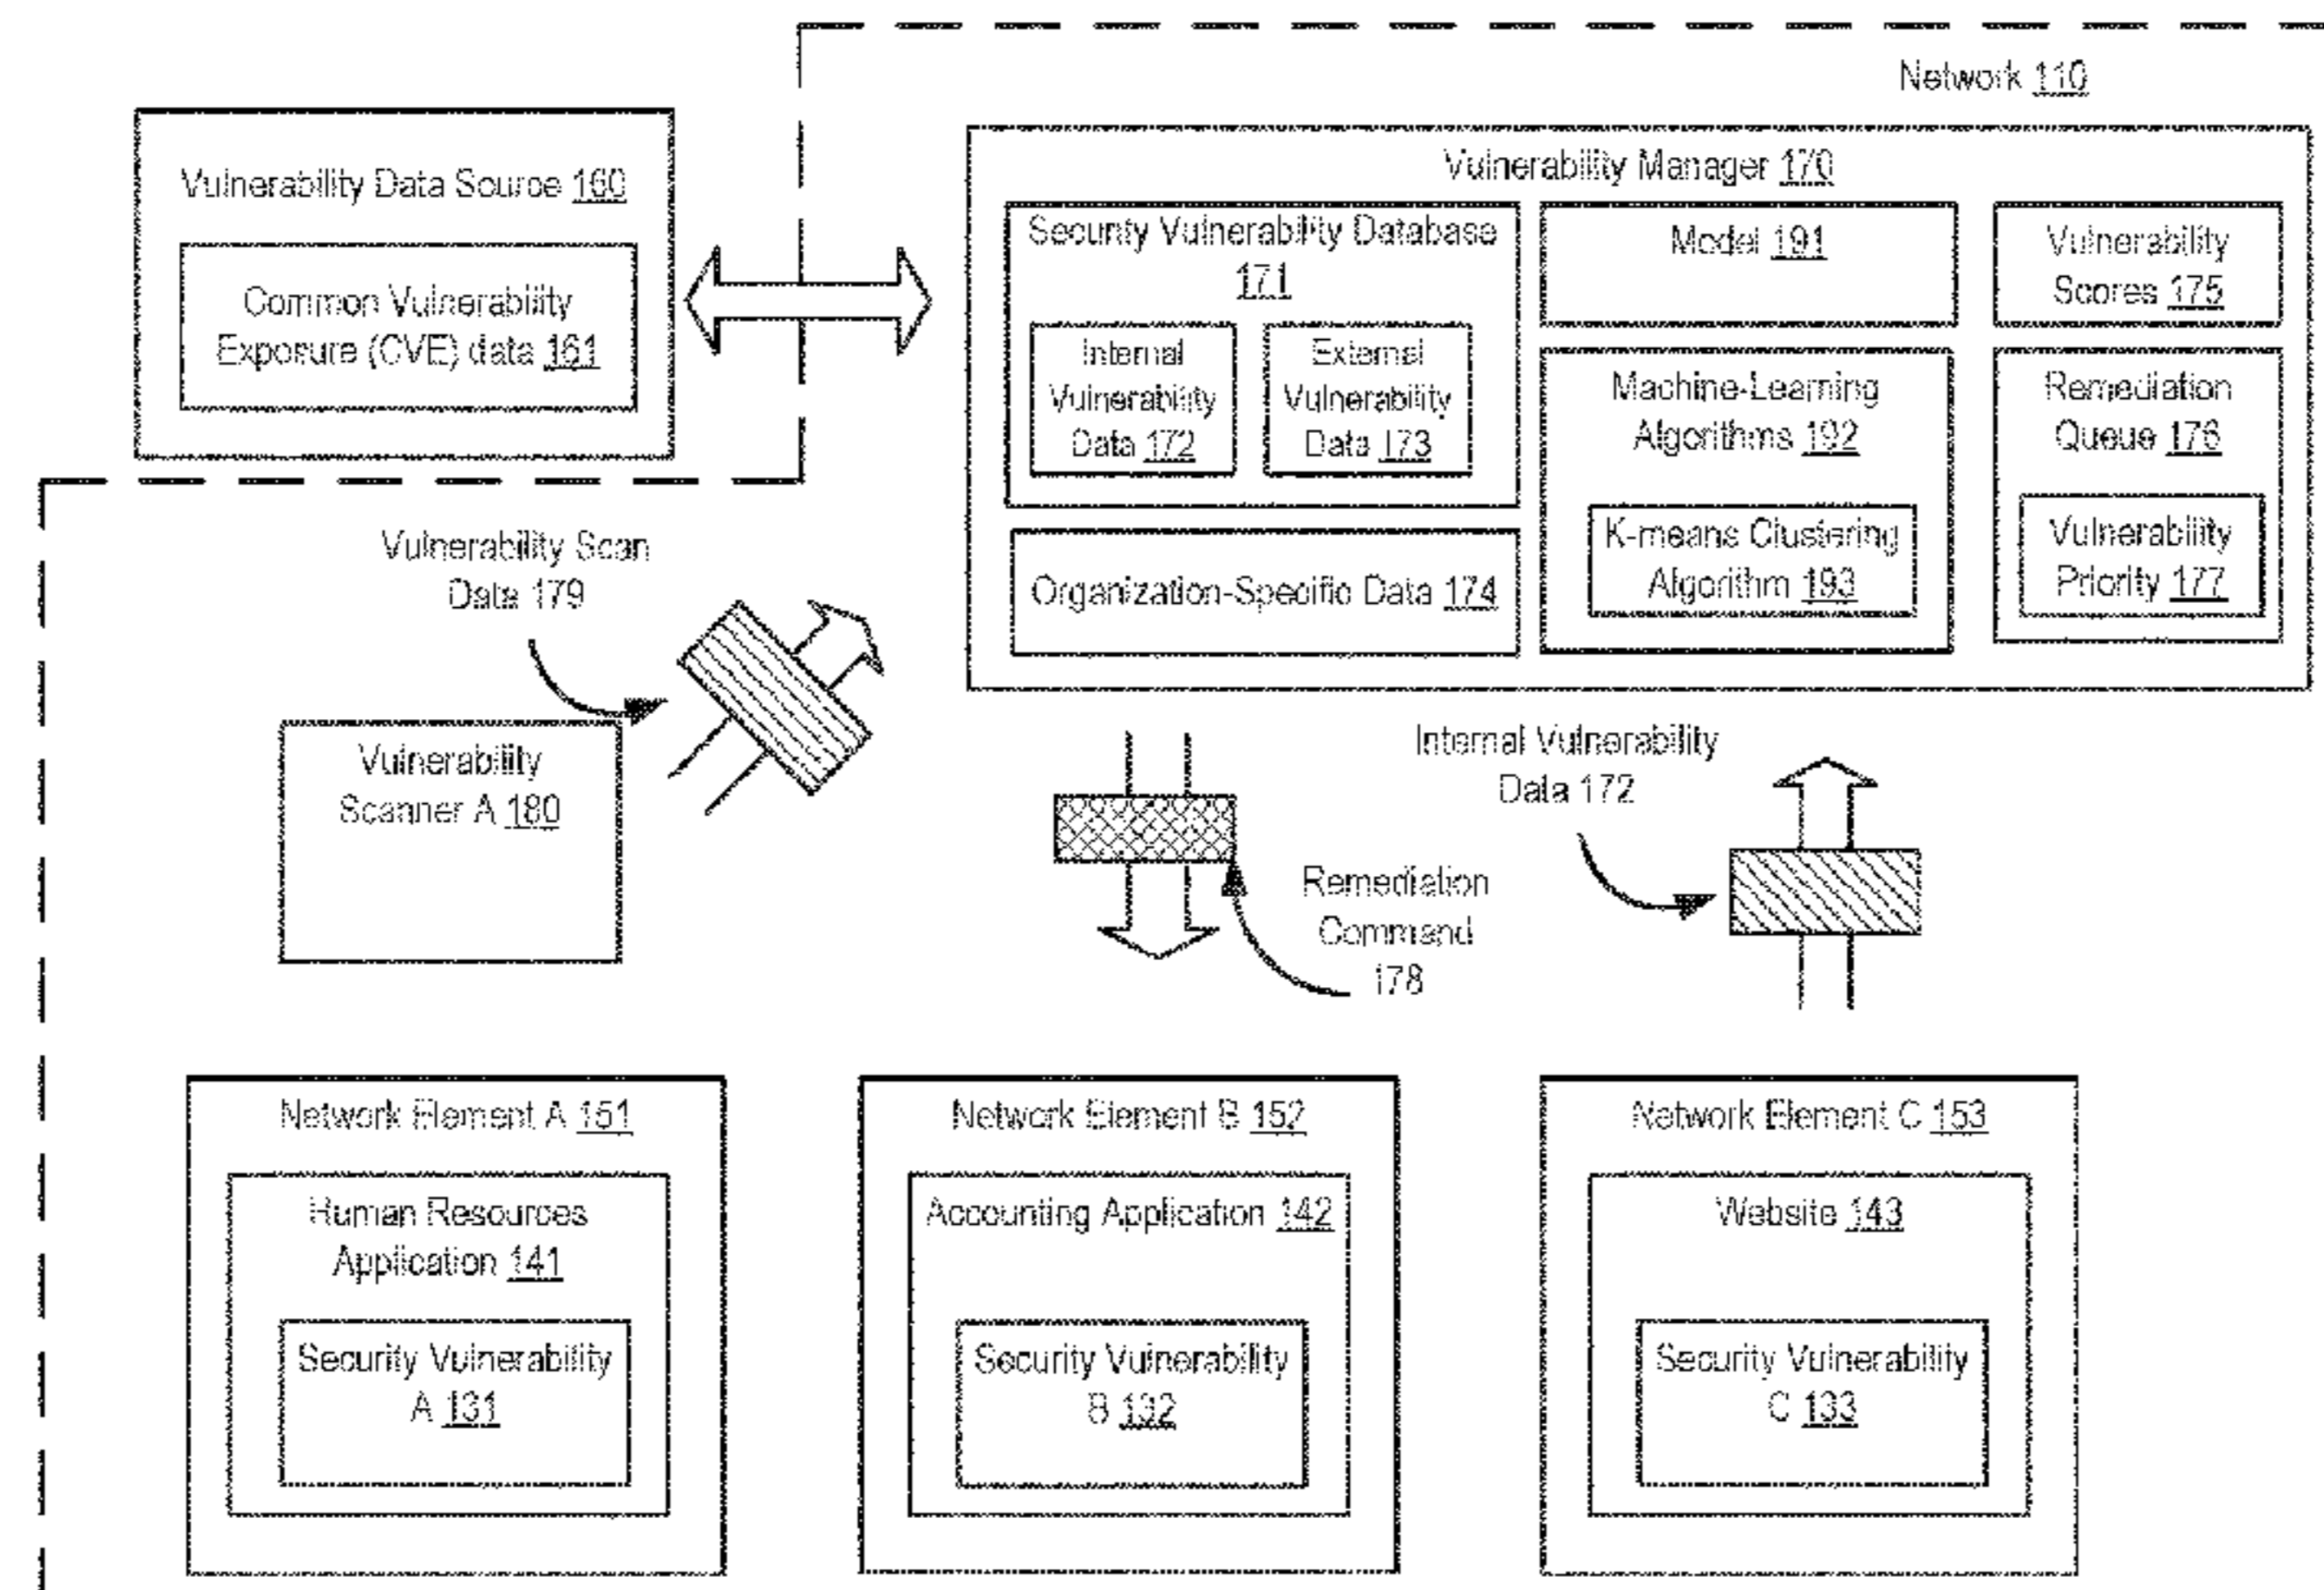 Network 110
Vulnerability Data Source 160
Common Vulnerability
Exposure (CVE) data 161
Vulnerability Manager 170
Security Vulnerability Database
171
Internal
Vulnerability
Data 172
External
Vulnerability
Data 173
Organization-Specific Data 174
Model 191
Machine-Learning
Algorithms 192
K-means Clustering
Algorithm 193
Vulnerability
Scores 175
Remediation
Queue 176
Vulnerability
Priority 177
Vulnerability Scan
Data 179
Vulnerability
Scanner A 180
Remediation
Command
178
Internal Vulnerability
Data 172
Network Element A 151
Human Resources
Application 141
Security Vulnerability
A 131
Network Element B 152
Accounting Application 142
Security Vulnerability
B 132
Network Element C 153
Website 143
Security Vulnerability
C 133